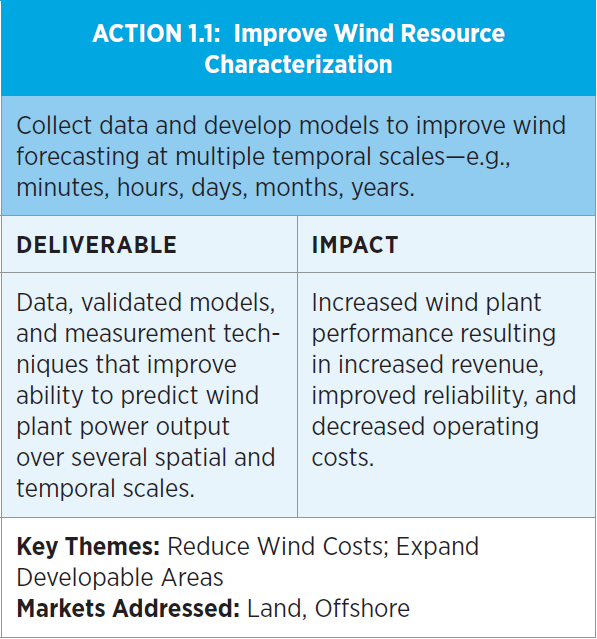 ACTION 1.1: Improve Wind Resource
Characterization
Collect data and develop models to improve wind
forecasting at multiple temporal scales—e.g.,
minutes, hours, days, months, years.
DELIVERABLE
Data, validated models,
and measurement tech-
niques that improve
ability to predict wind
plant power output
over several spatial and
temporal scales.
IMPACT
Increased wind plant
performance resulting
in increased revenue,
improved reliability, and
decreased operating
costs.
Key Themes: Reduce Wind Costs; Expand
Developable Areas
Markets Addressed: Land, Offshore